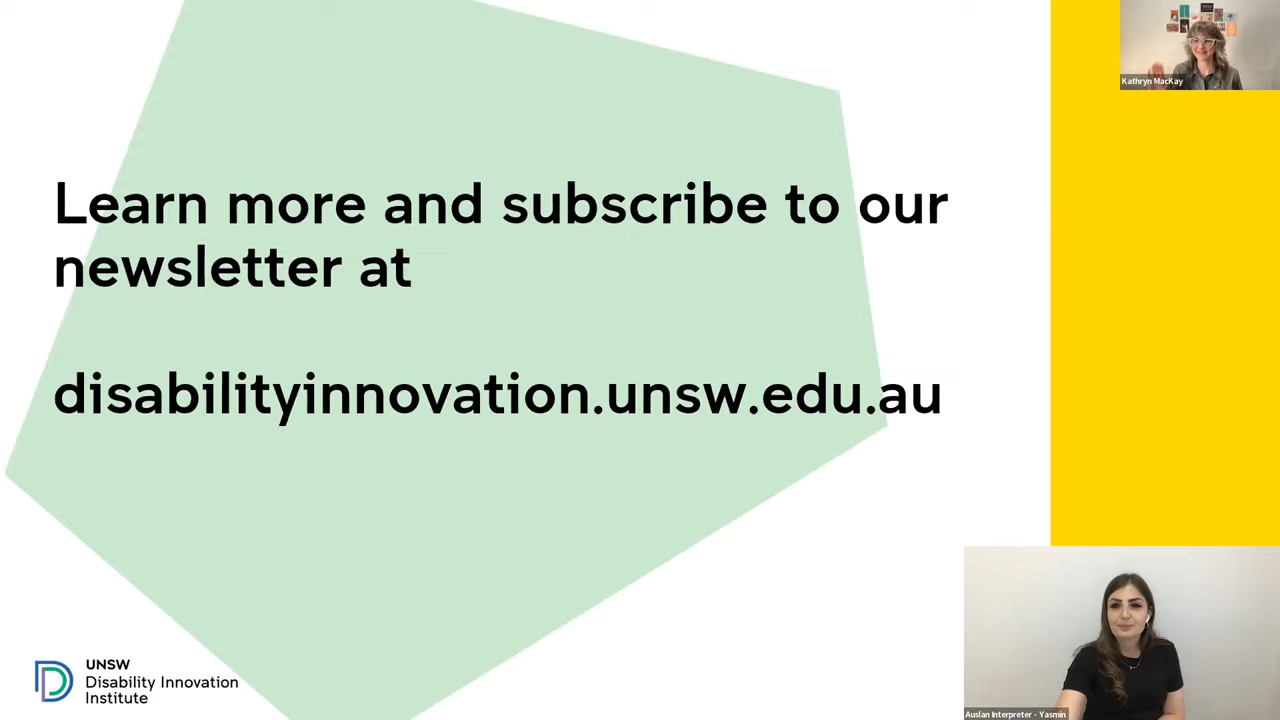 Kathryn MacKay
Learn more and subscribe to our
newsletter at
disabilityinnovation.unsw.edu.au
UNSW
Disability Innovation
Institute
Auslan Interpreter - Yasmin